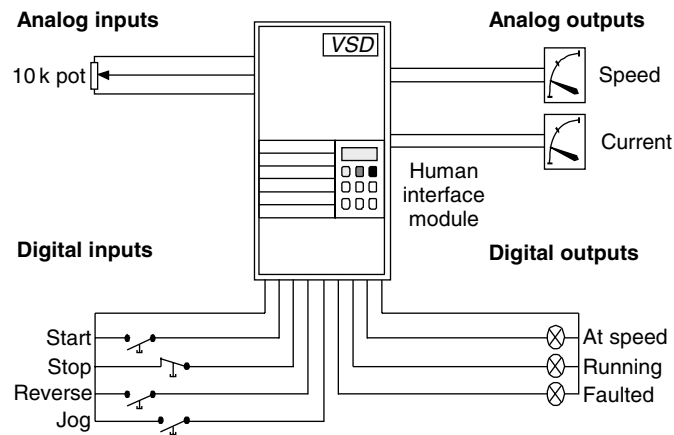 Analog inputs
10 k pot
VSD
Analog outputs
Speed
Current
Human
interface
module
Digital inputs
Start
Stop
Reverse
Jog
Digital outputs
At speed
Running
Faulted